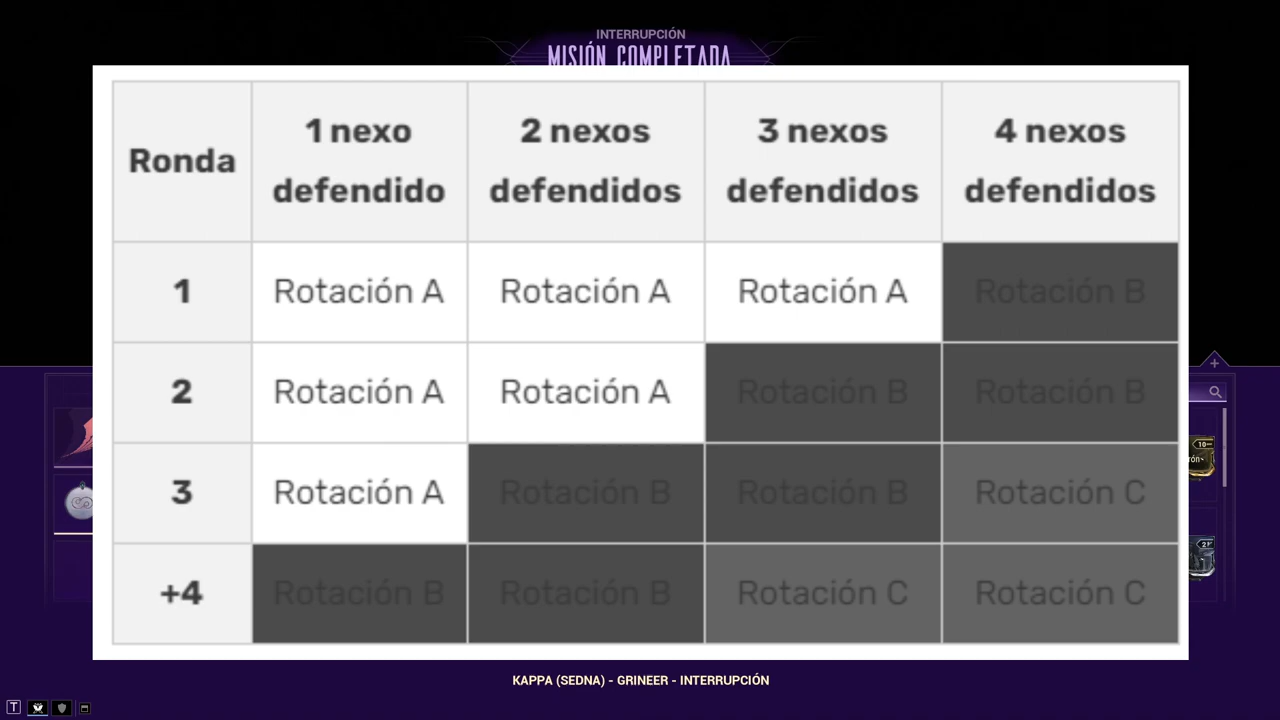 INTERRUPCIÓN
MISIÓN COMPLETADA
Ronda 1 nexo defendido 2 nexos defendidos 3 nexos defendidos 4 nexos defendidos
1 Rotación A Rotación A Rotación A Rotación B
2 Rotación A Rotación A Rotación B Rotación B
3 Rotación A Rotación B Rotación B Rotación C
+4 Rotación B Rotación B Rotación C Rotación C
KAPPA (SEDNA) - GRINEER - INTERRUPCIÓN
T